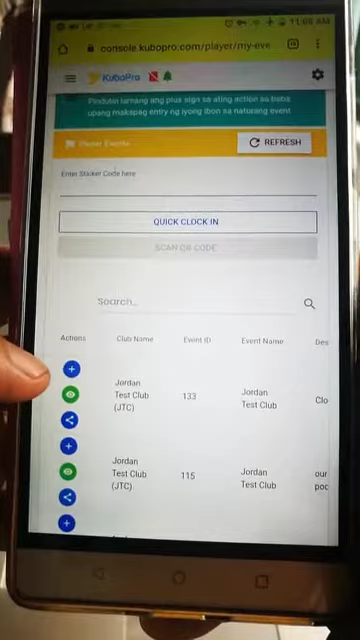 11:08 AM
console.kubopro.com/player/my-eve
KuboPro
Pindutin lamang ang plus sign sa ating action sa baba
upang makapag entry ng iyong ibon sa naturang event
Player Events
REFRESH
Enter Sticker Code here
QUICK CLOCK IN
SCAN QR CODE
Search...
Actions Club Name Event ID Event Name Des
Jordan
Test Club
(JTC)
133
Jordan
Test Club
Clo
Jordan
Test Club
(JTC)
115
Jordan
Test Club
our
poc